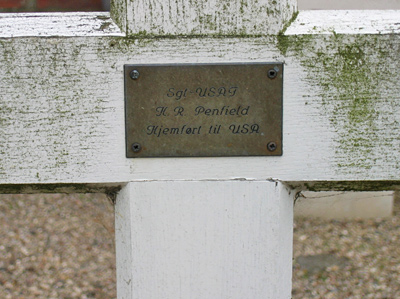 Sgt USAF
H. R. Penfield
Hjemført til USA